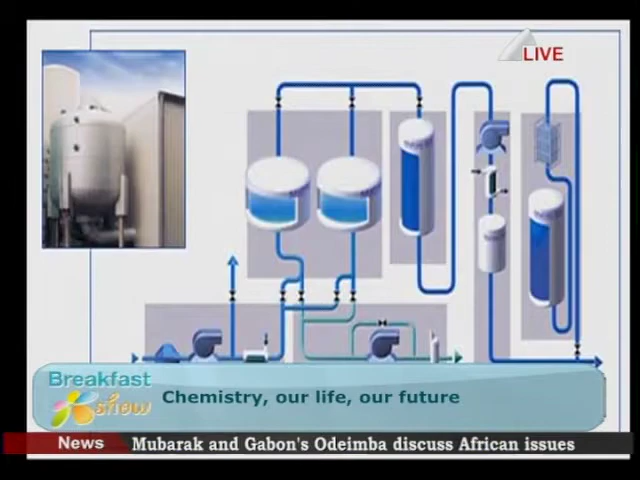 LIVE
Breakfast
show
Chemistry, our life, our future
News
Mubarak and Gabon's Odeimba discuss African issues